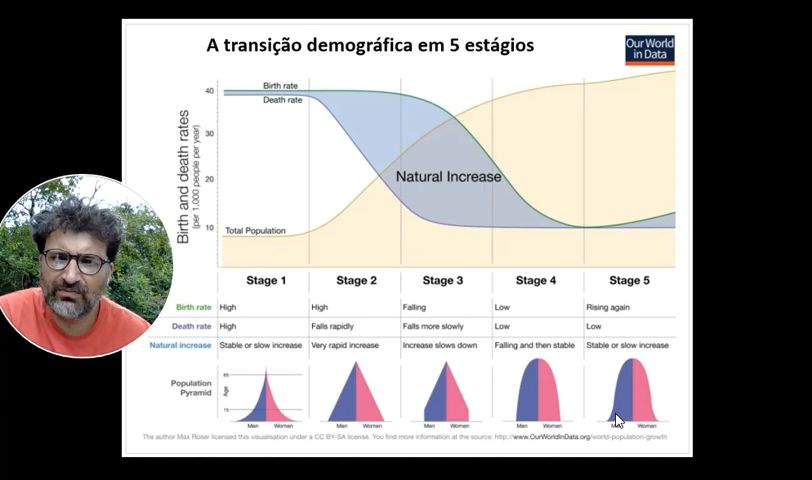 A transição demográfica em 5 estágios
Our World
in Data
Birth and death rates
(per 1,000 people per year)
40
30
20
10
Birth rate
Death rate
Natural Increase
Total Population
Stage 1 Stage 2 Stage 3 Stage 4 Stage 5
Birth rate High High Falling Low Rising again
Death rate High Falls rapidly Falls more slowly Low Low
Natural increase Stable or slow increase Very rapid increase Increase slows down Falling and then stable Stable or slow increase
Population
Pyramid
Age
65
15
Men Women Men Women Men Women Men Women Men Women
The author Max Roser licensed this visualisation under a CC BY-SA license. You find more information at the source: http://www.OurWorldInData.org/world-population-growth